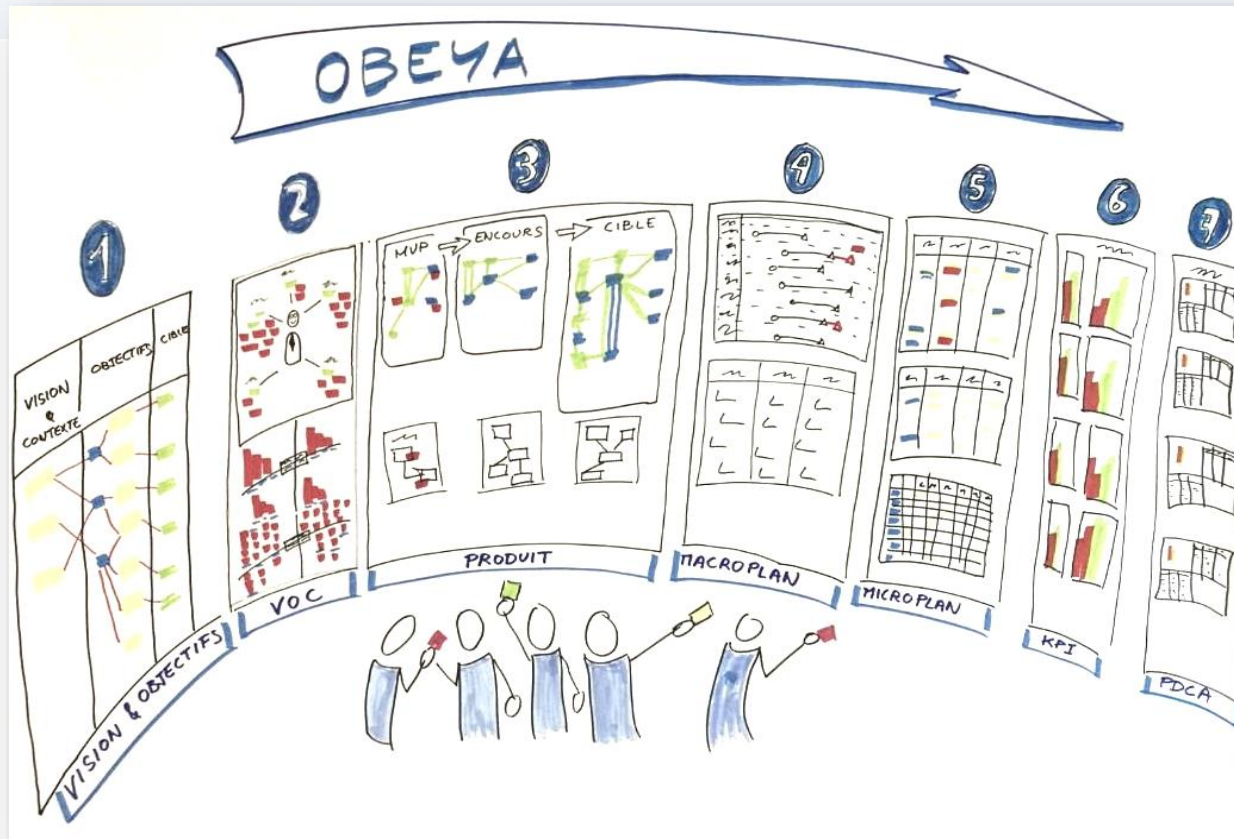 OBEYA
1
2
3
4
5
6
7
VISION
&
CONTEXTE
OBJECTIFS
CIBLE
MVP
ENCOURS
CIBLE
VISION & OBJECTIFS
VOC
PRODUIT
MACROPLAN
MICROPLAN
KPI
PDCA